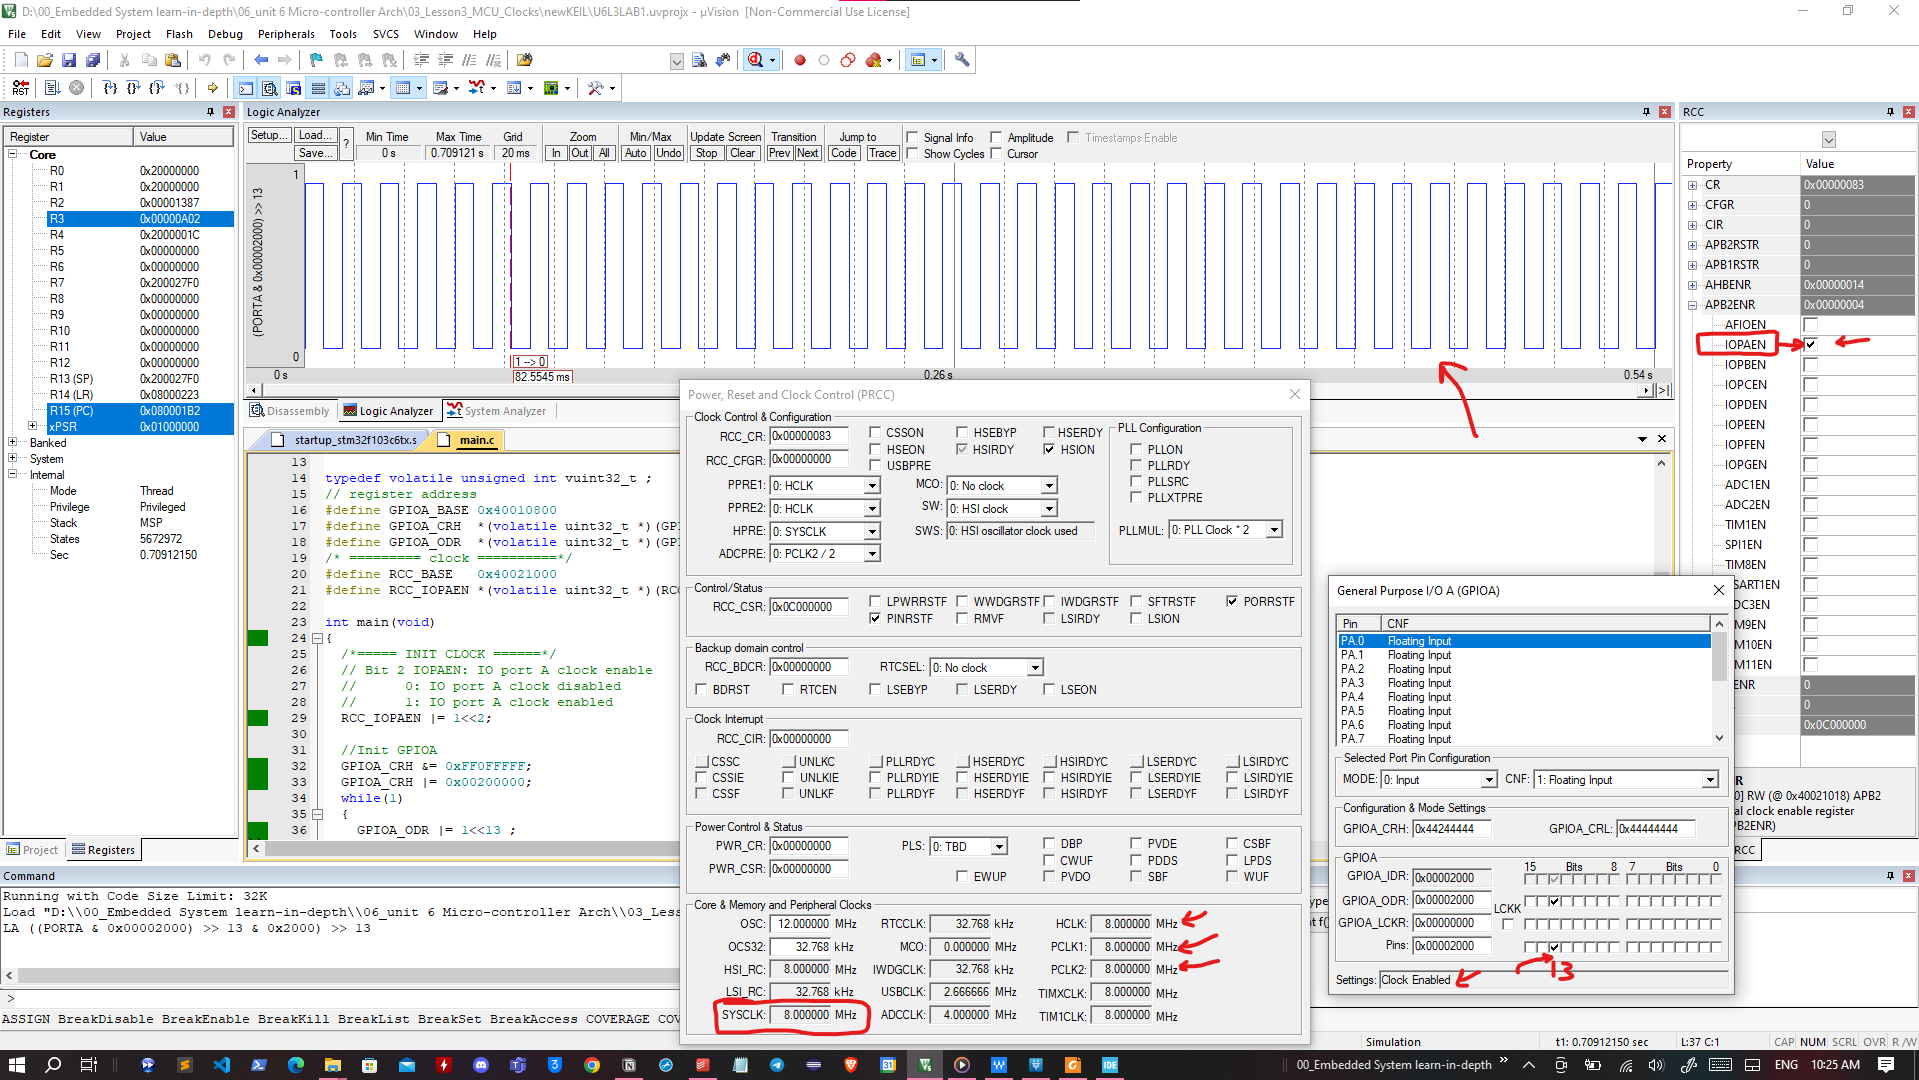 D:\00_Embedded System learn-in-depth\06_unit 6 Micro-controller Arch\03_Lesson3_MCU_Clocks\newKEIL\U6L3LAB1.uvprojx - µVision  [Non-Commercial Use License]
File Edit View Project Flash Debug Peripherals Tools SVCS Window Help
Registers
Register Value
Core
R0 0x20000000
R1 0x20000000
R2 0x00001387
R3 0x00000A02
R4 0x2000001C
R5 0x00000000
R6 0x00000000
R7 0x200027F0
R8 0x00000000
R9 0x00000000
R10 0x00000000
R11 0x00000000
R12 0x00000000
R13 (SP) 0x200027F0
R14 (LR) 0x08000223
R15 (PC) 0x080001B2
xPSR 0x01000000
Banked
System
Internal
Mode Thread
Privilege Privileged
Stack MSP
States 5672972
Sec 0.70912150
Project Registers
Logic Analyzer
Setup... Load... Save... ?
Min Time Max Time Grid Zoom Min/Max Update Screen Transition Jump to
0 s 0.709121 s 20 ms In Out All Auto Undo Stop Clear Prev Next Code Trace
Signal Info Amplitude Timestamps Enable
Show Cycles Cursor
1
(PORTA & 0x00002000) >> 13
0
1 --> 0
0 s 82.5545 ms 0.26 s 0.54 s
Disassembly Logic Analyzer System Analyzer
startup_stm32f103c6tx.s main.c
13
14 typedef volatile unsigned int vuint32_t ;
15 // register address
16 #define GPIOA_BASE 0x40010800
17 #define GPIOA_CRH  *(volatile uint32_t *)(GPI
18 #define GPIOA_ODR  *(volatile uint32_t *)(GPI
19 /* ========= clock ==========*/
20 #define RCC_BASE   0x40021000
21 #define RCC_IOPAEN *(volatile uint32_t *)(RCC
22
23 int main(void)
24 {
25 /*===== INIT CLOCK ======*/
26 // Bit 2 IOPAEN: IO port A clock enable
27 //      0: IO port A clock disabled
28 //      1: IO port A clock enabled
29 RCC_IOPAEN |= 1<<2;
30
31 //Init GPIOA
32 GPIOA_CRH &= 0xFF0FFFFF;
33 GPIOA_CRH |= 0x00200000;
34 while(1)
35 {
36 GPIOA_ODR |= 1<<13 ;
Power, Reset and Clock Control (PRCC)
Clock Control & Configuration
RCC_CR: 0x00000083 CSSON HSEBYP HSERDY
HSEON HSIRDY HSION
RCC_CFGR: 0x00000000 USBPRE
PPRE1: 0: HCLK MCO: 0: No clock
PPRE2: 0: HCLK SW: 0: HSI clock
HPRE: 0: SYSCLK SWS: 0: HSI oscillator clock used
ADCPRE: 0: PCLK2 / 2
PLL Configuration
PLLON
PLLRDY
PLLSRC
PLLXTPRE
PLLMUL: 0: PLL Clock * 2
Control/Status
RCC_CSR: 0x0C000000 LPWRRSTF WWDGRSTF IWDGRSTF SFTRSTF PORRSTF
PINRSTF RMVF LSIRDY LSION
Backup domain control
RCC_BDCR: 0x00000000 RTCSEL: 0: No clock
BDRST RTCEN LSEBYP LSERDY LSEON
Clock Interrupt
RCC_CIR: 0x00000000
CSSC UNLKC PLLRDYC HSERDYC HSIRDYC LSERDYC LSIRDYC
CSSIE UNLKIE PLLRDYIE HSERDYIE HSIRDYIE LSERDYIE LSIRDYIE
CSSF UNLKF PLLRDYF HSERDYF HSIRDYF LSERDYF LSIRDYF
Power Control & Status
PWR_CR: 0x00000000 PLS: 0: TBD DBP PVDE CSBF
CWUF PDDS LPDS
PWR_CSR: 0x00000000 EWUP PVDO SBF WUF
Core & Memory and Peripheral Clocks
OSC: 12.000000 MHz RTCCLK: 32.768 kHz HCLK: 8.000000 MHz
OCS32: 32.768 kHz MCO: 0.000000 MHz PCLK1: 8.000000 MHz
HSI_RC: 8.000000 MHz IWDGCLK: 32.768 kHz PCLK2: 8.000000 MHz
LSI_RC: 32.768 kHz USBCLK: 2.666666 MHz TIMXCLK: 8.000000 MHz
SYSCLK: 8.000000 MHz ADCCLK: 4.000000 MHz TIM1CLK: 8.000000 MHz
RCC
Property Value
CR 0x00000083
CFGR 0
CIR 0
APB2RSTR 0
APB1RSTR 0
AHBENR 0x00000014
APB2ENR 0x00000004
AFIOEN
IOPAEN
IOPBEN
IOPCEN
IOPDEN
IOPEEN
IOPFEN
IOPGEN
ADC1EN
ADC2EN
TIM1EN
SPI1EN
TIM8EN
SART1EN
DC3EN
M9EN
M10EN
M11EN
ENR 0
0
0x0C000000
R
0] RW (@ 0x40021018) APB2
al clock enable register
PB2ENR)
RCC
General Purpose I/O A (GPIOA)
Pin CNF
PA.0 Floating Input
PA.1 Floating Input
PA.2 Floating Input
PA.3 Floating Input
PA.4 Floating Input
PA.5 Floating Input
PA.6 Floating Input
PA.7 Floating Input
Selected Port Pin Configuration
MODE: 0: Input CNF: 1: Floating Input
Configuration & Mode Settings
GPIOA_CRH: 0x44244444 GPIOA_CRL: 0x44444444
GPIOA 15 Bits 8 7 Bits 0
GPIOA_IDR: 0x00002000
GPIOA_ODR: 0x00002000
LCKK
GPIOA_LCKR: 0x00000000
Pins: 0x00002000
13
Settings: Clock Enabled
Command
Running with Code Size Limit: 32K
Load "D:\\00_Embedded System learn-in-depth\\06_unit 6 Micro-controller Arch\\03_Less
LA ((PORTA & 0x00002000) >> 13 & 0x2000) >> 13
>
ASSIGN BreakDisable BreakEnable BreakKill BreakList BreakSet BreakAccess COVERAGE COV
Simulation t1: 0.70912150 sec L:37 C:1 CAP NUM SCRL OVR R/W
00_Embedded System learn-in-depth ENG 10:25 AM